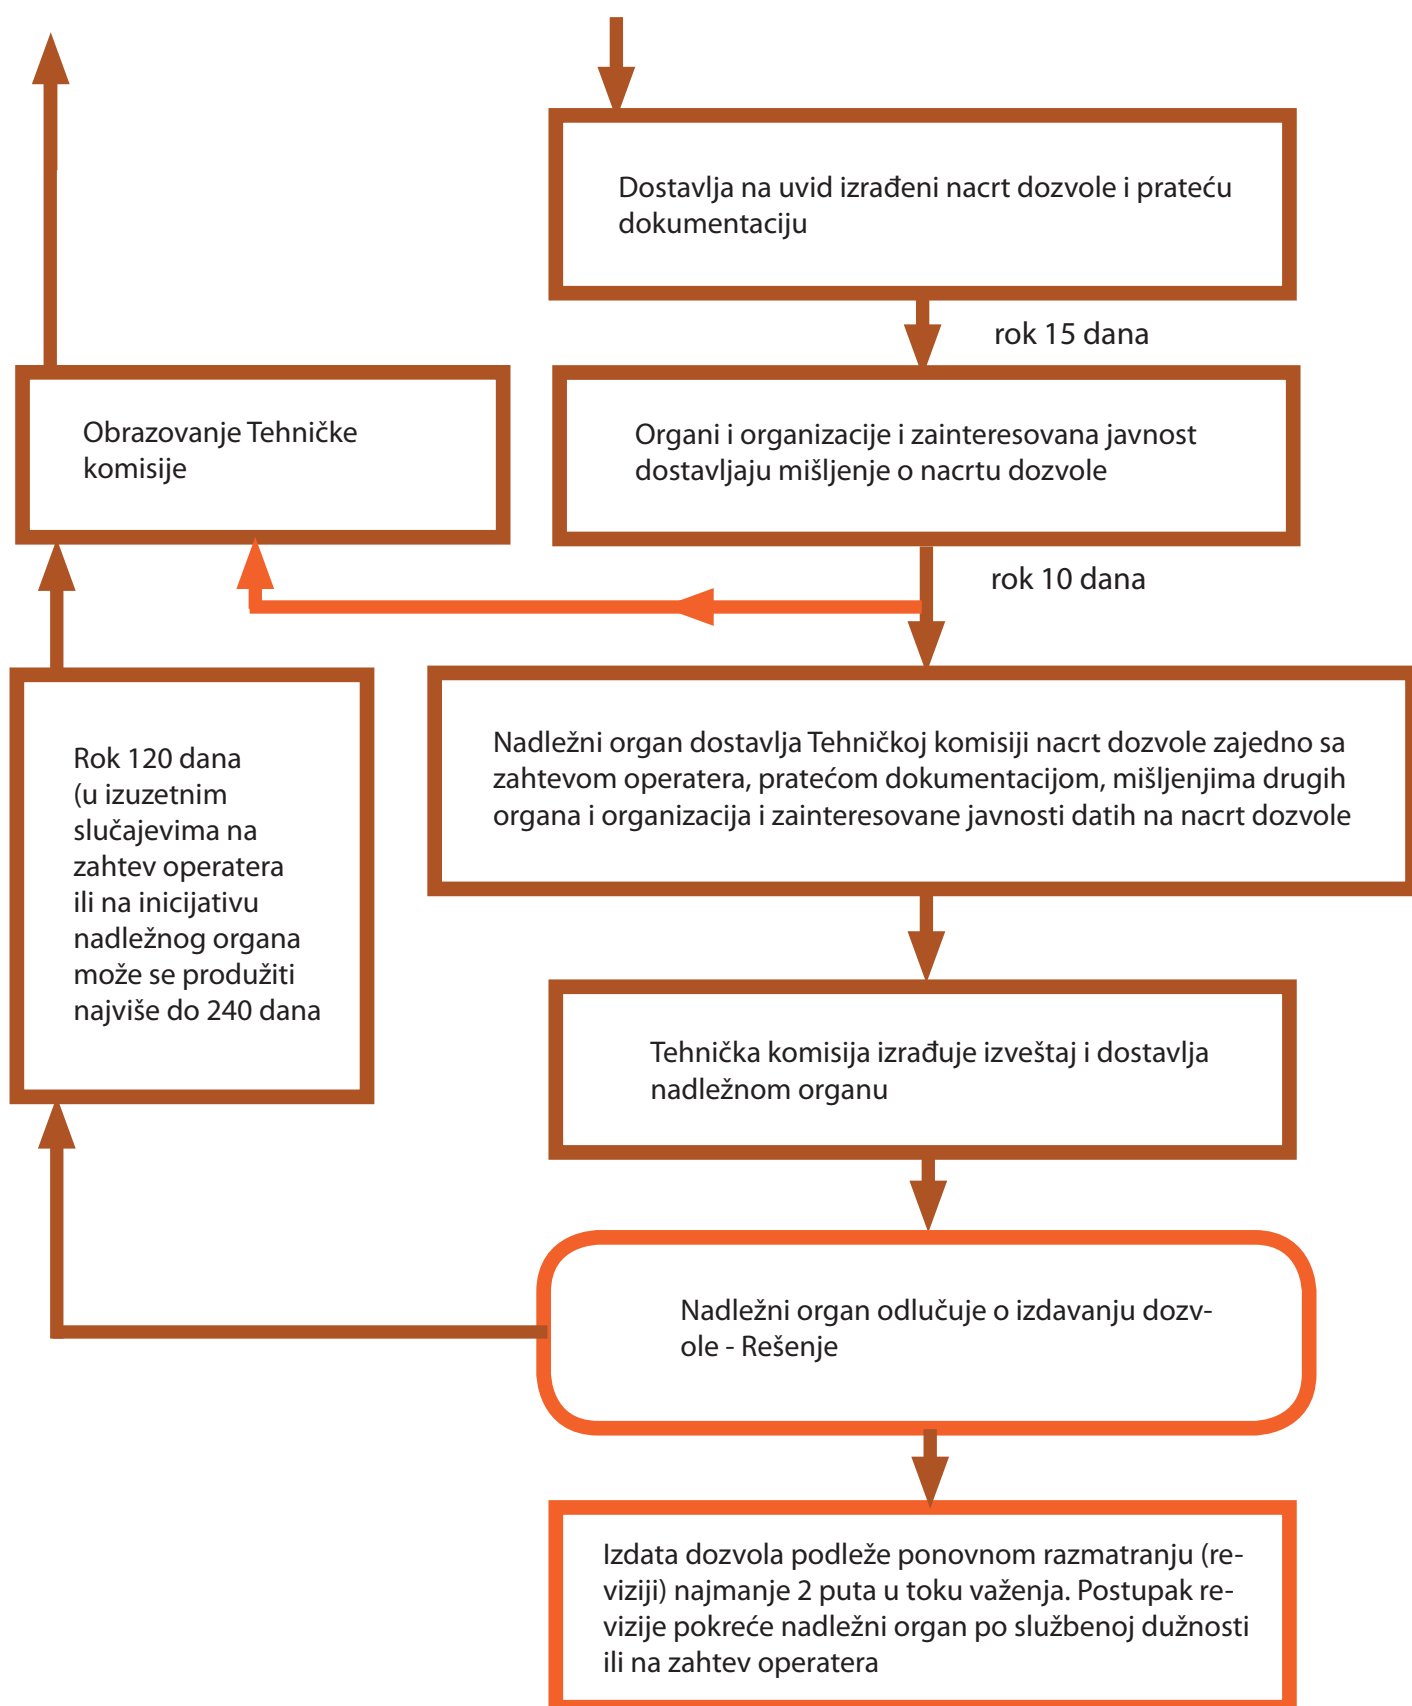 Dostavlja na uvid izrađeni nacrt dozvole i prateću
dokumentaciju
rok 15 dana
Obrazovanje Tehničke
komisije
Organi i organizacije i zainteresovana javnost
dostavljaju mišljenje o nacrtu dozvole
rok 10 dana
Rok 120 dana
(u izuzetnim
slučajevima na
zahtev operatera
ili na inicijativu
nadležnog organa
može se produžiti
najviše do 240 dana
Nadležni organ dostavlja Tehničkoj komisiji nacrt dozvole zajedno sa
zahtevom operatera, pratećom dokumentacijom, mišljenjima drugih
organa i organizacija i zainteresovane javnosti datih na nacrt dozvole
Tehnička komisija izrađuje izveštaj i dostavlja
nadležnom organu
Nadležni organ odlučuje o izdavanju dozv-
ole - Rešenje
Izdata dozvola podleže ponovnom razmatranju (re-
viziji) najmanje 2 puta u toku važenja. Postupak re-
vizije pokreće nadležni organ po službenoj dužnosti
ili na zahtev operatera